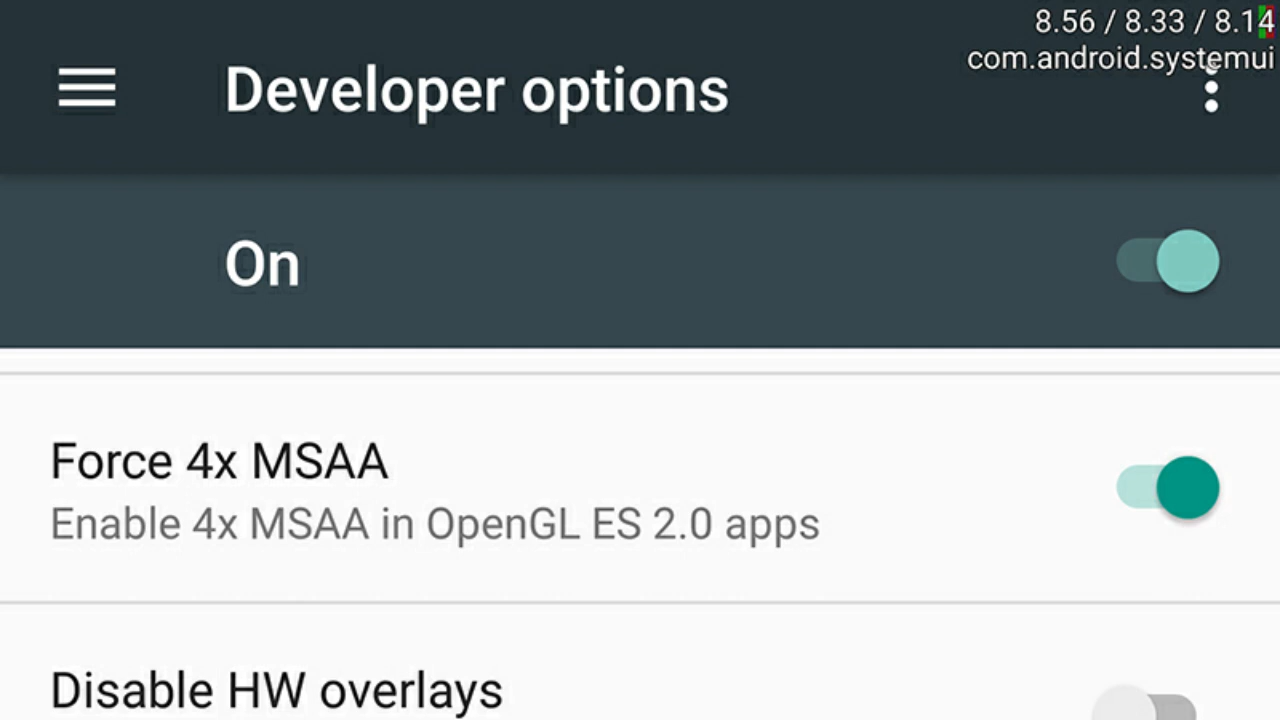 8.56 / 8.33 / 8.14
com.android.systemui
Developer options
On
Force 4x MSAA
Enable 4x MSAA in OpenGL ES 2.0 apps
Disable HW overlays